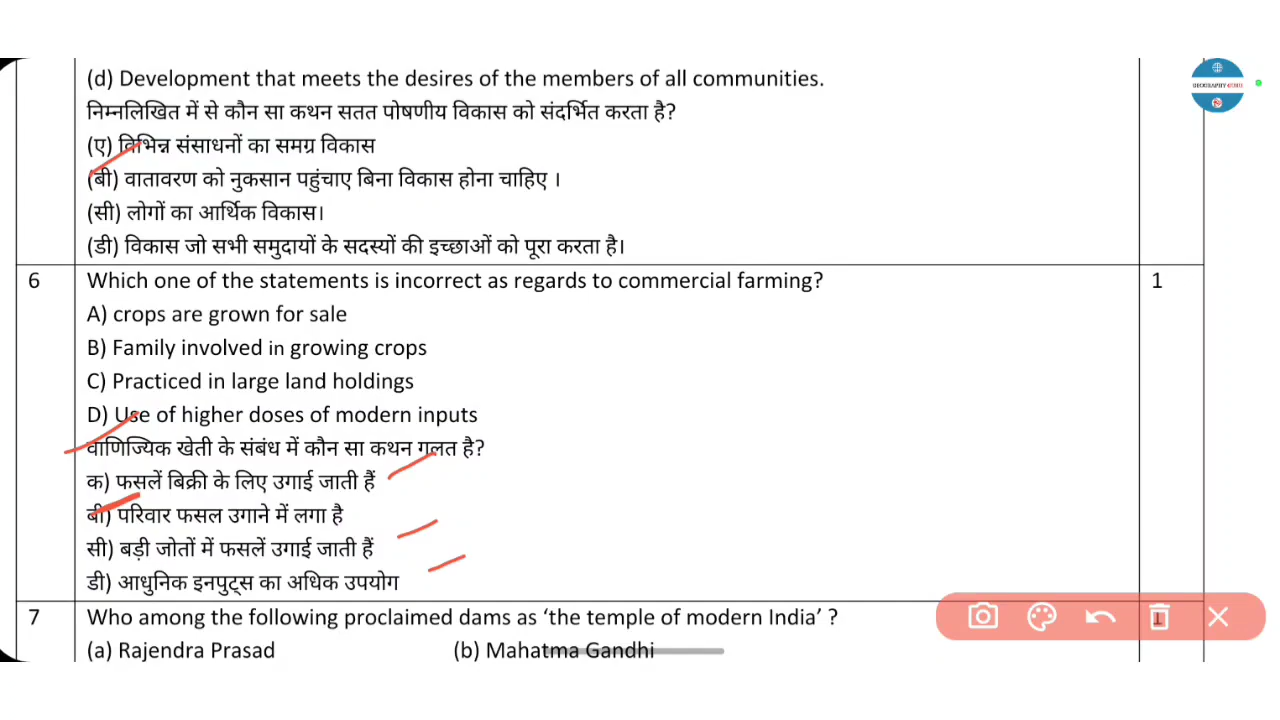 (d) Development that meets the desires of the members of all communities.
निम्नलिखित में से कौन सा कथन सतत पोषणीय विकास को संदर्भित करता है?
(ए) विभिन्न संसाधनों का समग्र विकास
(बी) वातावरण को नुकसान पहुंचाए बिना विकास होना चाहिए ।
(सी) लोगों का आर्थिक विकास।
(डी) विकास जो सभी समुदायों के सदस्यों की इच्छाओं को पूरा करता है।
6 Which one of the statements is incorrect as regards to commercial farming? 1
A) crops are grown for sale
B) Family involved in growing crops
C) Practiced in large land holdings
D) Use of higher doses of modern inputs
वाणिज्यिक खेती के संबंध में कौन सा कथन गलत है?
क) फसलें बिक्री के लिए उगाई जाती हैं
बी) परिवार फसल उगाने में लगा है
सी) बड़ी जोतों में फसलें उगाई जाती हैं
डी) आधुनिक इनपुट्स का अधिक उपयोग
7 Who among the following proclaimed dams as ‘the temple of modern India’ ? 1
(a) Rajendra Prasad (b) Mahatma Gandhi
GEOGRAPHY GURU